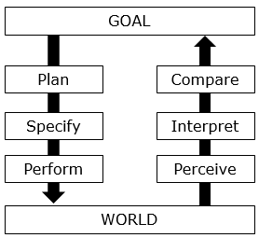 GOAL
Plan
Compare
Specify
Interpret
Perform
Perceive
WORLD